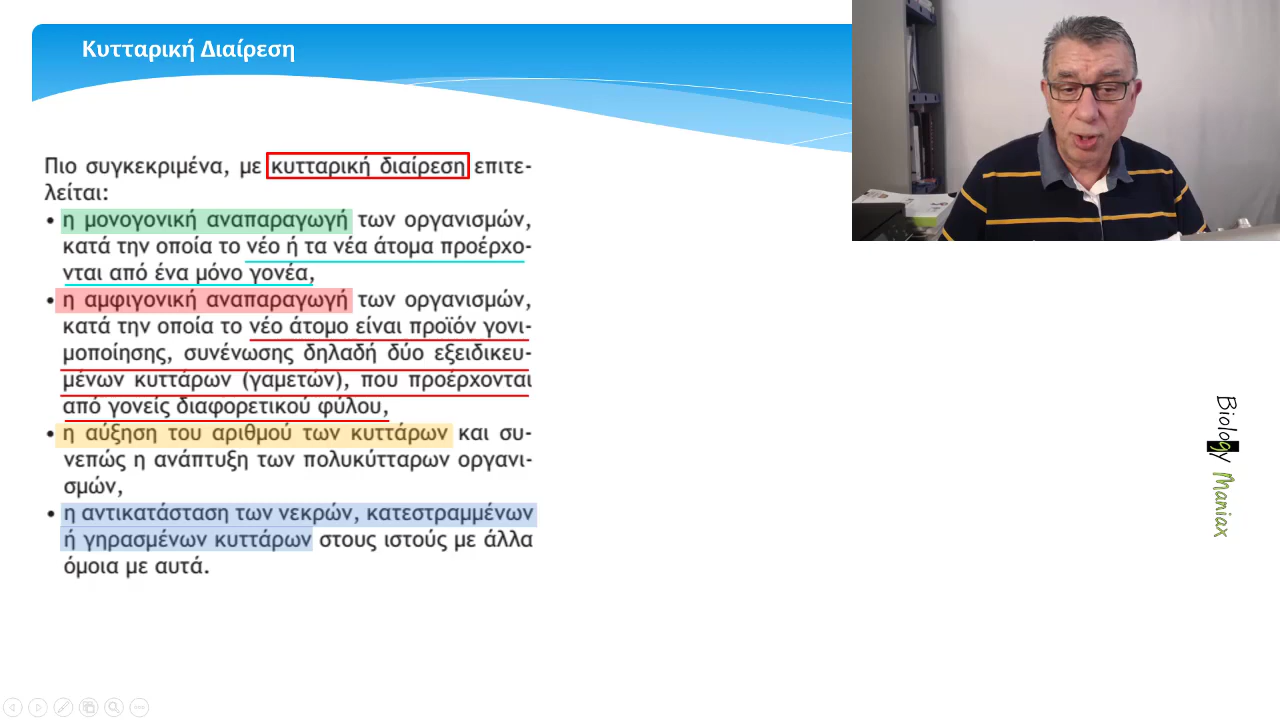 Κυτταρική Διαίρεση
Πιο συγκεκριμένα, με κυτταρική διαίρεση επιτε-
λείται:
• η μονογονική αναπαραγωγή των οργανισμών,
κατά την οποία το νέο ή τα νέα άτομα προέρχο-
νται από ένα μόνο γονέα,
• η αμφιγονική αναπαραγωγή των οργανισμών,
κατά την οποία το νέο άτομο είναι προϊόν γονι-
μοποίησης, συνένωσης δηλαδή δύο εξειδικευ-
μένων κυττάρων (γαμετών), που προέρχονται
από γονείς διαφορετικού φύλου,
• η αύξηση του αριθμού των κυττάρων και συ-
νεπώς η ανάπτυξη των πολυκύτταρων οργανι-
σμών,
• η αντικατάσταση των νεκρών, κατεστραμμένων
ή γηρασμένων κυττάρων στους ιστούς με άλλα
όμοια με αυτά.
Biology Maniax